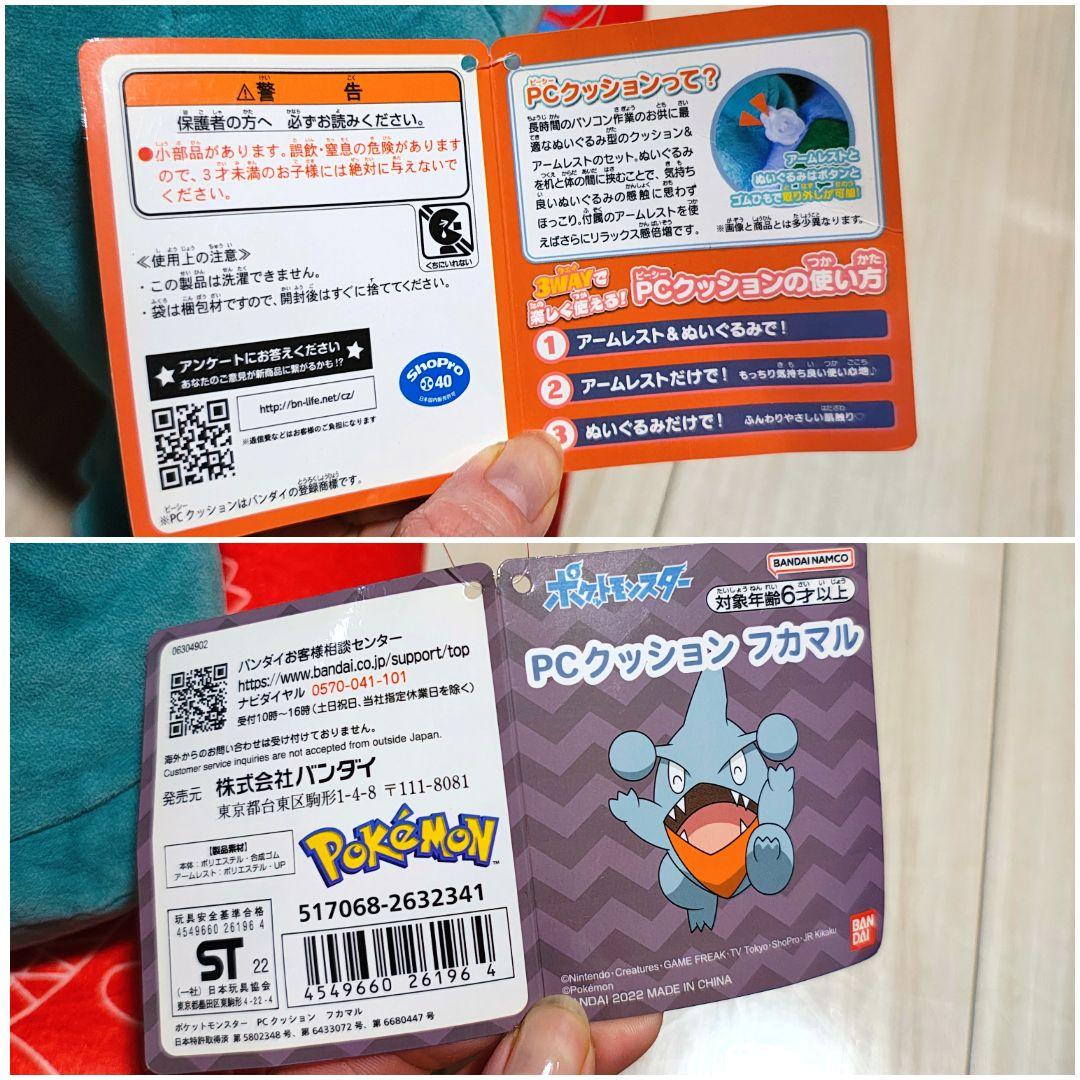 ⚠警告
保護者の方へ 必ずお読みください。
●小部品があります。誤飲・窒息の危険がありますので、3才未満のお子様には絶対に与えないでください。
くちにいれない
≪使用上の注意≫
・この製品は洗濯できません。
・袋は梱包材ですので、開封後はすぐに捨ててください。
アンケートにお答えください
あなたのご意見が新商品に繋がるかも!?
http://bn-life.net/cz/
※通信費などはお客様のご負担になります
ShoPro
40
日本国内販売許可
※PCクッションはバンダイの登録商標です。
PCクッションって?
長時間のパソコン作業のお供に最
適なぬいぐるみ型のクッション&
アームレストのセット。ぬいぐるみ
を机と体の間に挟むことで、気持ち
良いぬいぐるみの感触に思わず
ほっこり。付属のアームレストを使
えばさらにリラックス感倍増です。
アームレストと
ぬいぐるみはボタンと
ゴムひもで取り外しが可能!
※画像と商品とは多少異なります。
3WAYで
楽しく使える!
PCクッションの使い方
1 アームレスト&ぬいぐるみで!
2 アームレストだけで! もっちり気持ち良い使い心地♪
3 ぬいぐるみだけで! ふんわりやさしい肌触り♡
06304902
バンダイお客様相談センター
https://www.bandai.co.jp/support/top
ナビダイヤル 0570-041-101
受付10時〜16時(土日祝日、当社指定休業日を除く)
海外からのお問い合わせは受け付けておりません。
Customer service inquiries are not accepted from outside Japan.
発売元 株式会社バンダイ
東京都台東区駒形1-4-8 〒111-8081
【製品素材】
本体:ポリエステル・合成ゴム
アームレスト:ポリエステル・UP
POKéMON™
517068-2632341
玩具安全基準合格
4549660 26196 4
ST 22
(一社)日本玩具協会
東京都墨田区東駒形4-22-4
4549660 26196 4
ポケットモンスター PCクッション フカマル
日本特許取得済 第5802348号、第6433072号、第6680447号
ポケットモンスター
BANDAI NAMCO
対象年齢6才以上
PCクッション フカマル
BANDAI
©Nintendo・Creatures・GAME FREAK・TV Tokyo・ShoPro・JR Kikaku
©Pokémon
BANDAI 2022 MADE IN CHINA